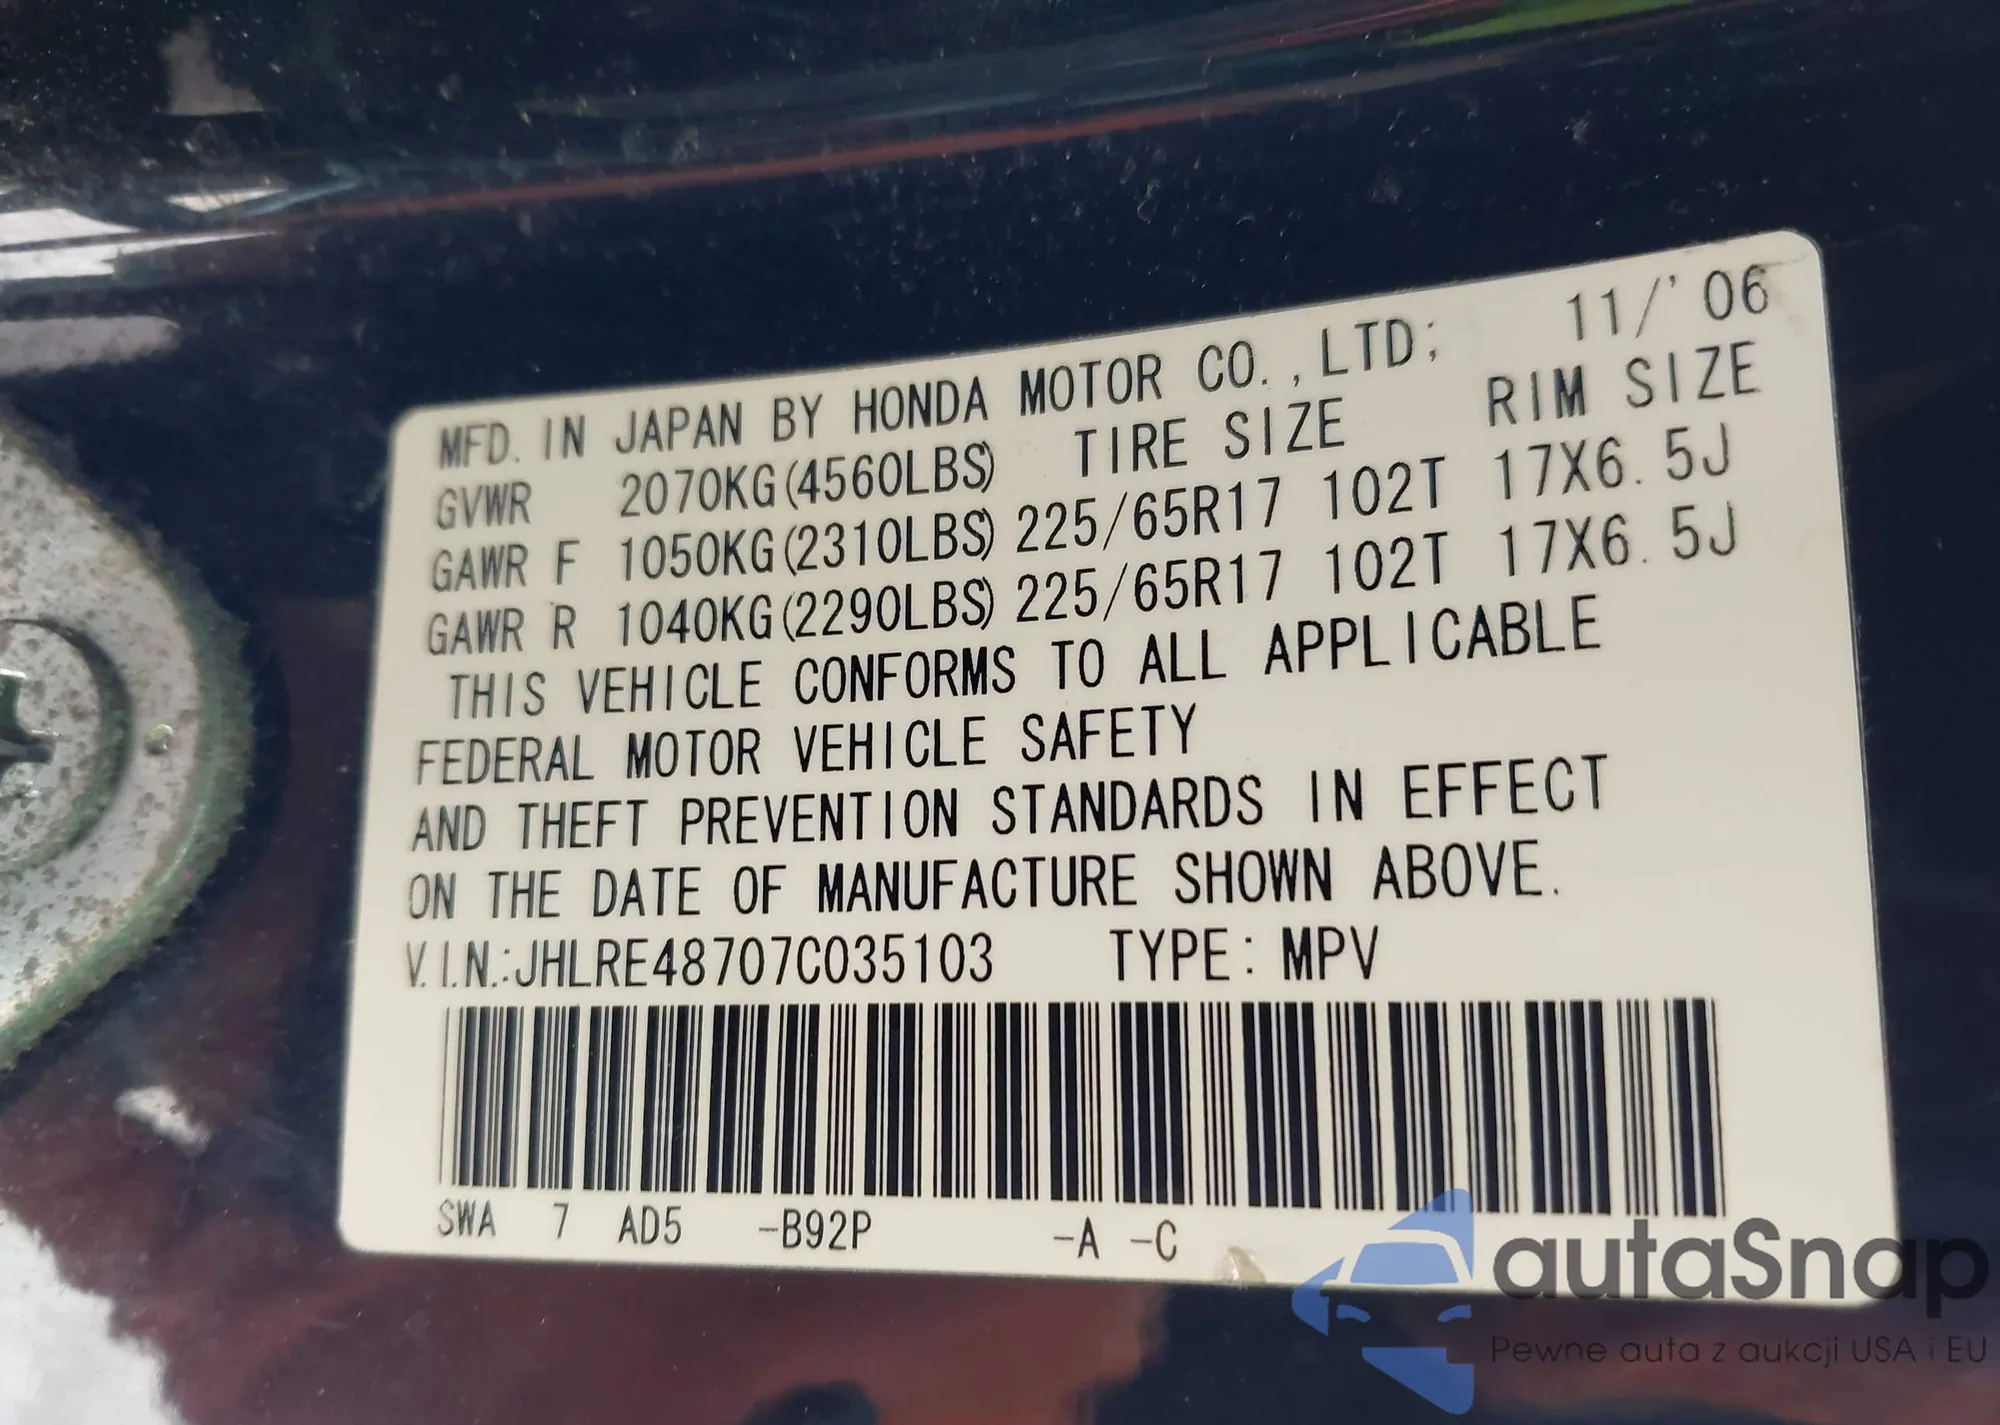 MFD. IN JAPAN BY HONDA MOTOR CO.,LTD; 11/'06
GVWR 2070KG(4560LBS) TIRE SIZE RIM SIZE
GAWR F 1050KG(2310LBS) 225/65R17 102T 17X6.5J
GAWR R 1040KG(2290LBS) 225/65R17 102T 17X6.5J
THIS VEHICLE CONFORMS TO ALL APPLICABLE
FEDERAL MOTOR VEHICLE SAFETY
AND THEFT PREVENTION STANDARDS IN EFFECT
ON THE DATE OF MANUFACTURE SHOWN ABOVE.
V.I.N.:JHLRE48707C035103 TYPE: MPV
SWA 7 AD5 -B92P -A -C
autaSnap
Pewne auta z aukcji USA i EU